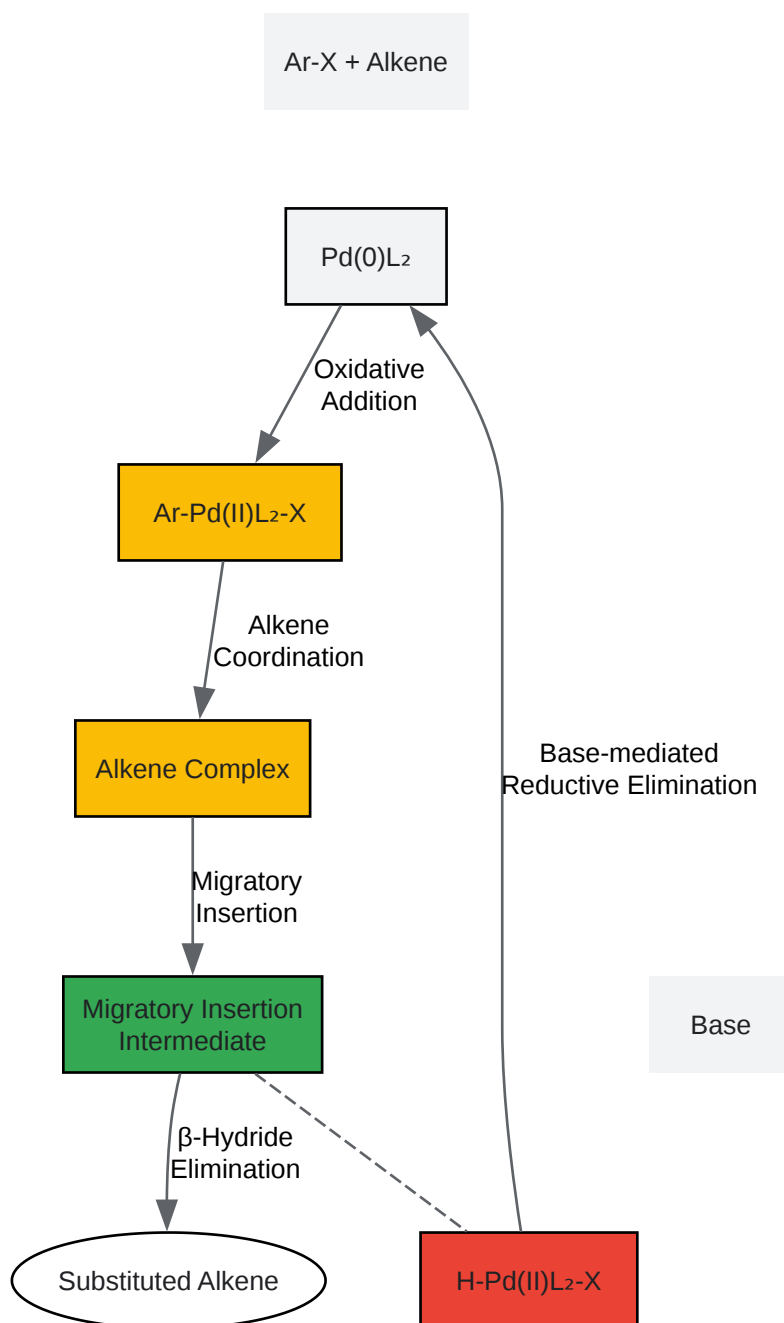 Ar-X + Alkene
Pd(0)L₂
Oxidative
Addition
Ar-Pd(II)L₂-X
Alkene
Coordination
Alkene Complex
Base-mediated
Reductive Elimination
Migratory
Insertion
Migratory Insertion
Intermediate
Base
β-Hydride
Elimination
Substituted Alkene
H-Pd(II)L₂-X